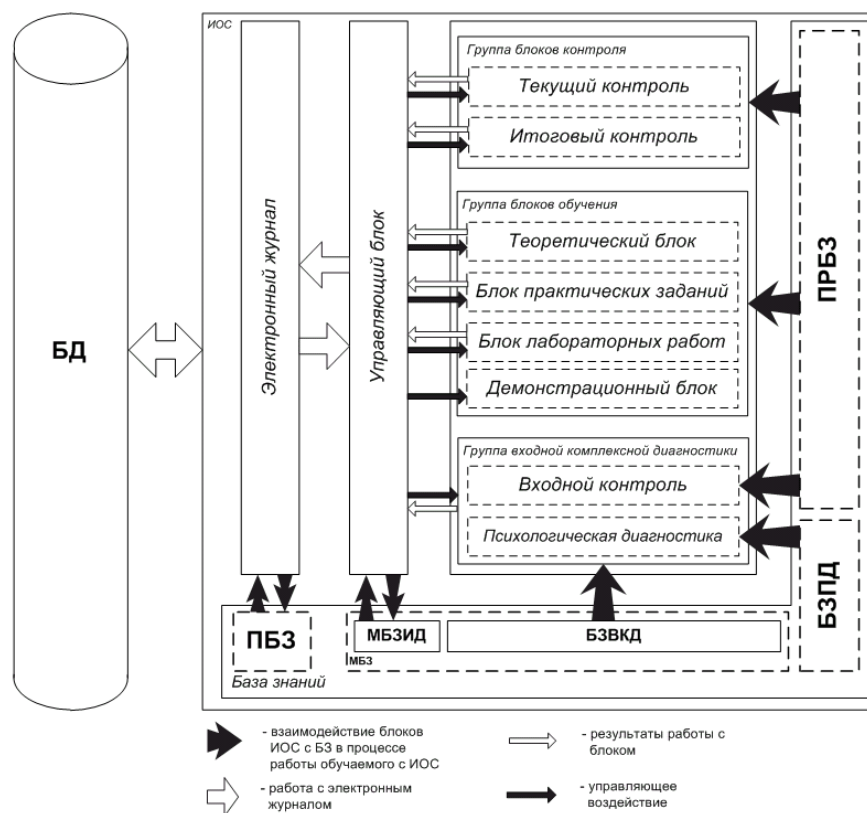 ИОС
БД
Электронный журнал
Управляющий блок
Группа блоков контроля
Текущий контроль
Итоговый контроль
Группа блоков обучения
Теоретический блок
Блок практических заданий
Блок лабораторных работ
Демонстрационный блок
Группа входной комплексной диагностики
Входной контроль
Психологическая диагностика
ПРБЗ
БЗПД
ПБЗ
МБЗИД
БЗВКД
МБЗ
База знаний
- взаимодействие блоков
ИОС с БЗ в процессе
работы обучаемого с ИОС
- результаты работы с
блоком
- работа с электронным
журналом
- управляющее
воздействие